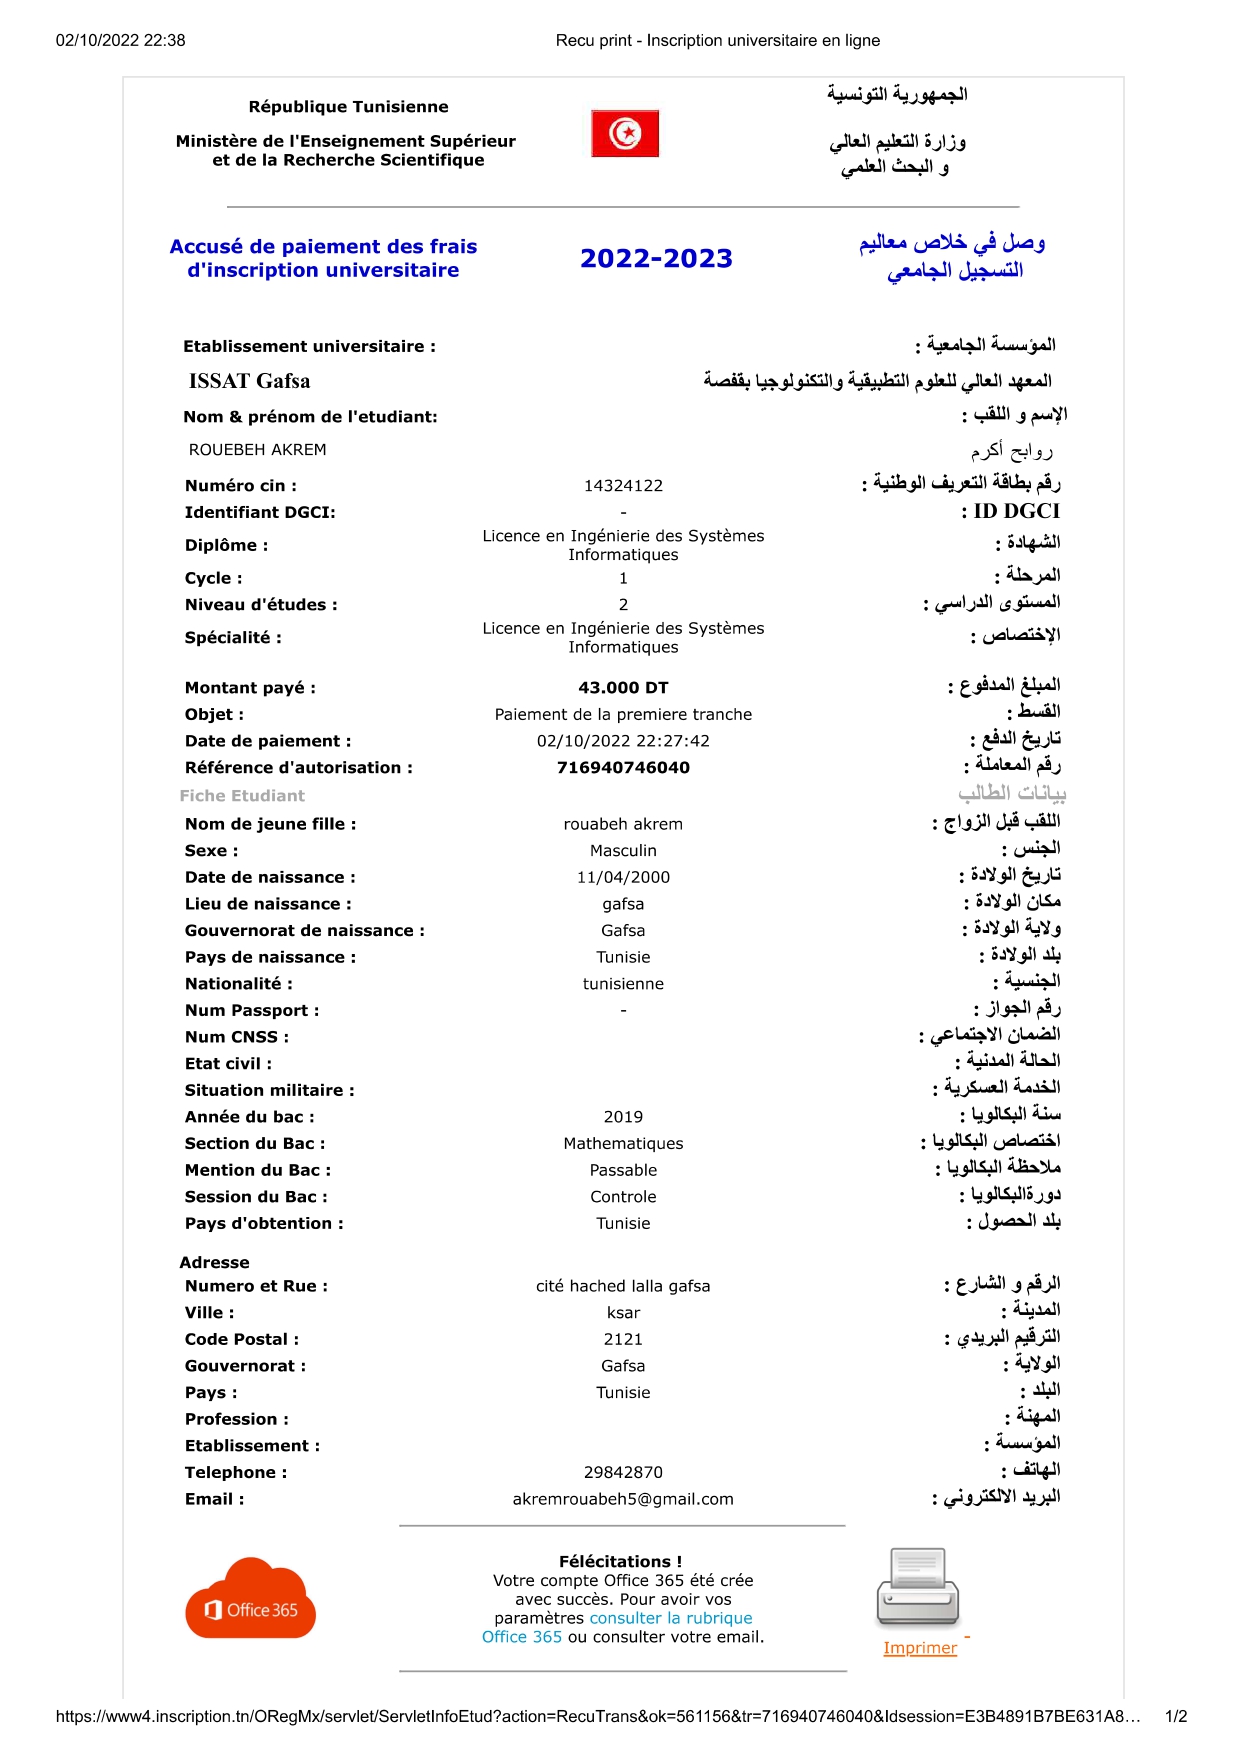 02/10/2022 22:38
Recu print - Inscription universitaire en ligne
République Tunisienne
الجمهورية التونسية
Ministère de l'Enseignement Supérieur
et de la Recherche Scientifique
وزارة التعليم العالي
و البحث العلمي
Accusé de paiement des frais
d'inscription universitaire
2022-2023
وصل في خلاص معاليم
التسجيل الجامعي
Etablissement universitaire :
المؤسسة الجامعية :
ISSAT Gafsa
المعهد العالي للعلوم التطبيقية والتكنولوجيا بقفصة
Nom & prénom de l'etudiant:
الإسم و اللقب :
ROUEBEH AKREM
روابح أكرم
Numéro cin : 14324122 رقم بطاقة التعريف الوطنية :
Identifiant DGCI: - ID DGCI :
Diplôme : Licence en Ingénierie des Systèmes
Informatiques الشهادة :
Cycle : 1 المرحلة :
Niveau d'études : 2 المستوى الدراسي :
Spécialité : Licence en Ingénierie des Systèmes
Informatiques الإختصاص :
Montant payé : 43.000 DT المبلغ المدفوع :
Objet : Paiement de la premiere tranche القسط :
Date de paiement : 02/10/2022 22:27:42 تاريخ الدفع :
Référence d'autorisation : 716940746040 رقم المعاملة :
Fiche Etudiant بيانات الطالب
Nom de jeune fille : rouabeh akrem اللقب قبل الزواج :
Sexe : Masculin الجنس :
Date de naissance : 11/04/2000 تاريخ الولادة :
Lieu de naissance : gafsa مكان الولادة :
Gouvernorat de naissance : Gafsa ولاية الولادة :
Pays de naissance : Tunisie بلد الولادة :
Nationalité : tunisienne الجنسية :
Num Passport : - رقم الجواز :
Num CNSS : الضمان الاجتماعي :
Etat civil : الحالة المدنية :
Situation militaire : الخدمة العسكرية :
Année du bac : 2019 سنة البكالويا :
Section du Bac : Mathematiques اختصاص البكالويا :
Mention du Bac : Passable ملاحظة البكالويا :
Session du Bac : Controle دورةالبكالويا :
Pays d'obtention : Tunisie بلد الحصول :
Adresse
Numero et Rue : cité hached lalla gafsa الرقم و الشارع :
Ville : ksar المدينة :
Code Postal : 2121 الترقيم البريدي :
Gouvernorat : Gafsa الولاية :
Pays : Tunisie البلد :
Profession : المهنة :
Etablissement : المؤسسة :
Telephone : 29842870 الهاتف :
Email : akremrouabeh5@gmail.com البريد الالكتروني :
Office 365
Félécitations !
Votre compte Office 365 été crée
avec succès. Pour avoir vos
paramètres consulter la rubrique
Office 365 ou consulter votre email.
Imprimer
https://www4.inscription.tn/ORegMx/servlet/ServletInfoEtud?action=RecuTrans&ok=561156&tr=716940746040&Idsession=E3B4891B7BE631A8… 1/2